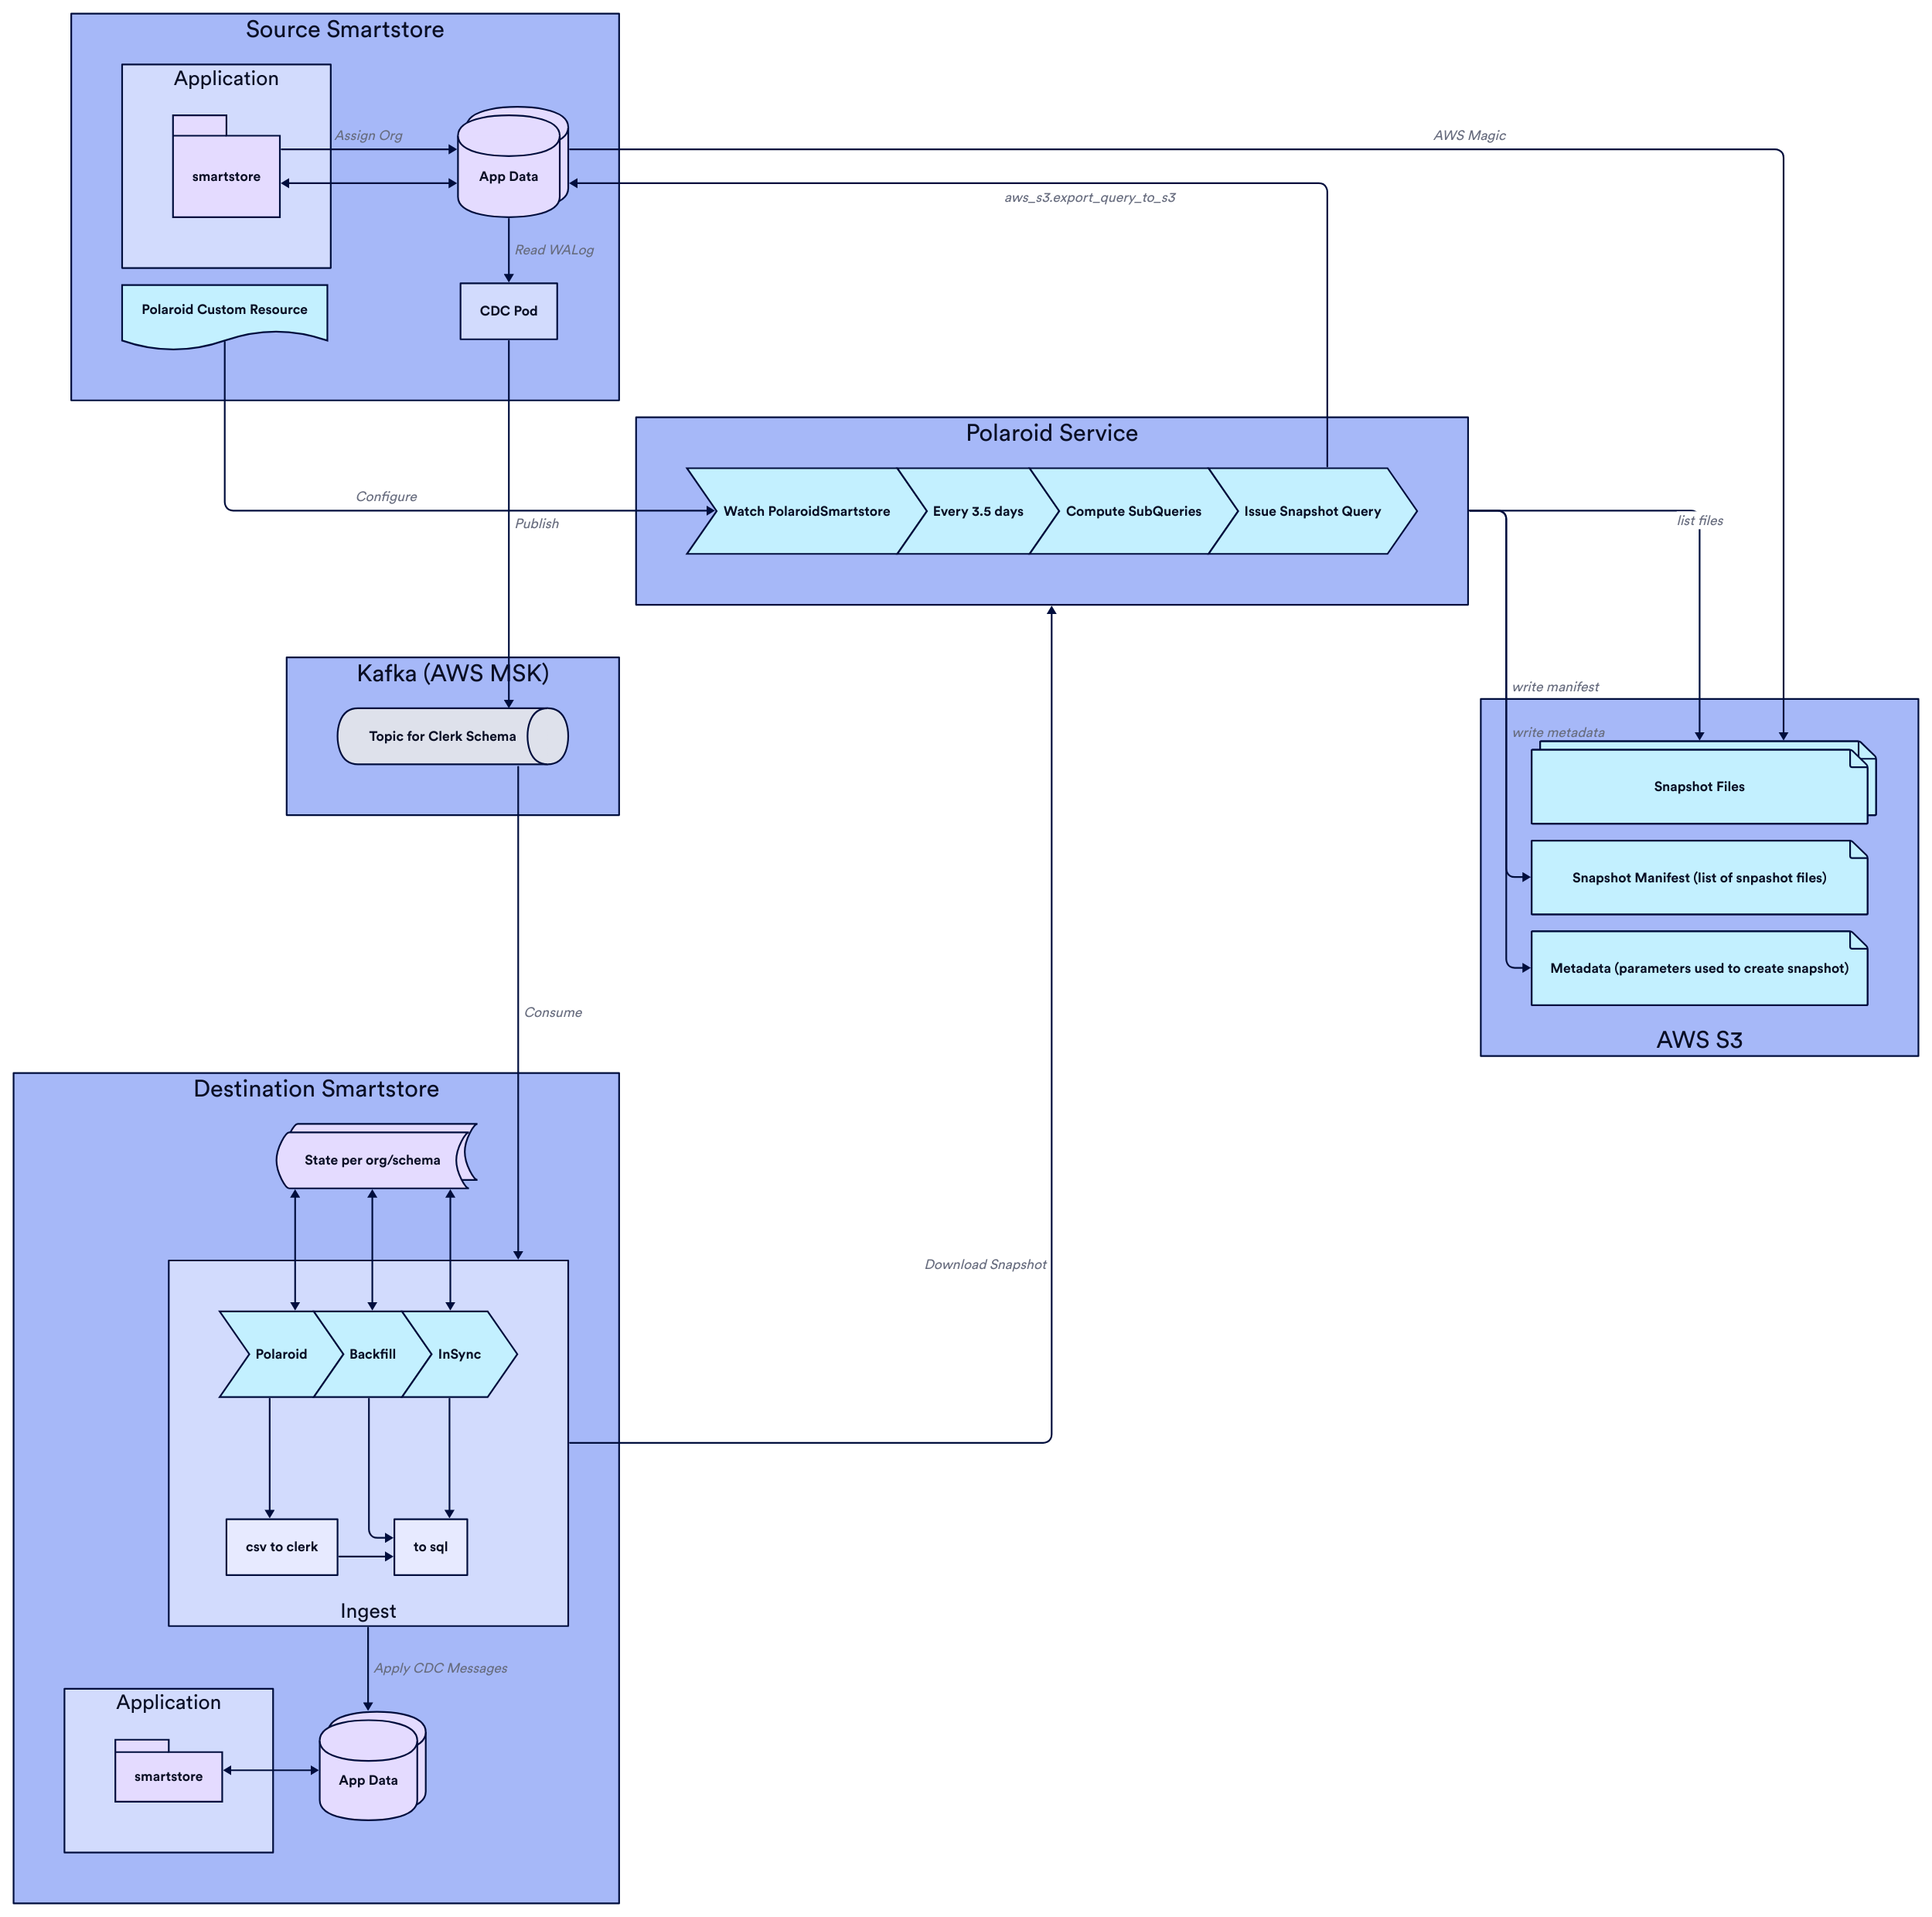 Source Smartstore
Application
smartstore
Assign Org
App Data
AWS Magic
aws_s3.export_query_to_s3
Read WALog
Polaroid Custom Resource
CDC Pod
Polaroid Service
Configure
Publish
Watch PolaroidSmartstore
Every 3.5 days
Compute SubQueries
Issue Snapshot Query
list files
Kafka (AWS MSK)
Topic for Clerk Schema
write manifest
write metadata
Snapshot Files
Snapshot Manifest (list of snpashot files)
Metadata (parameters used to create snapshot)
AWS S3
Consume
Destination Smartstore
State per org/schema
Download Snapshot
Polaroid
Backfill
InSync
csv to clerk
to sql
Ingest
Apply CDC Messages
Application
smartstore
App Data